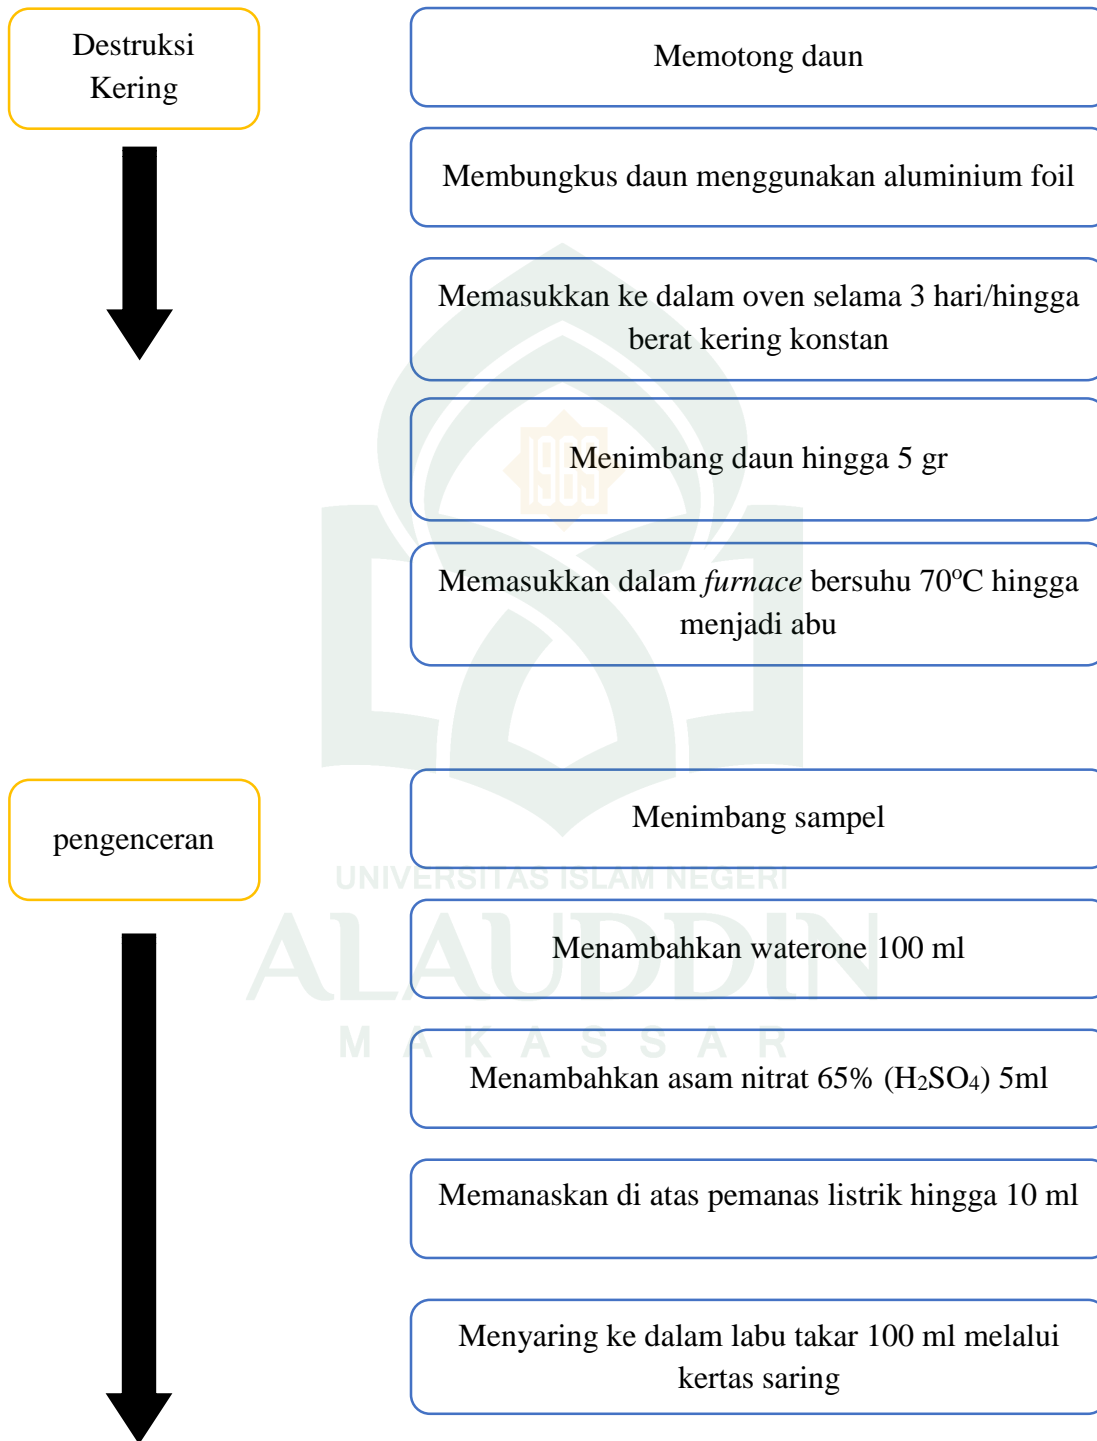 Destruksi
Kering
Memotong daun
Membungkus daun menggunakan aluminium foil
Memasukkan ke dalam oven selama 3 hari/hingga
berat kering konstan
1965
Menimbang daun hingga 5 gr
Memasukkan dalam furnace bersuhu 70°C hingga
menjadi abu
pengenceran
Menimbang sampel
UNIVERSITAS ISLAM NEGERI
ALAUDDIN
MAKASSAR
Menambahkan waterone 100 ml
Menambahkan asam nitrat 65% (H₂SO₄) 5ml
Memanaskan di atas pemanas listrik hingga 10 ml
Menyaring ke dalam labu takar 100 ml melalui
kertas saring